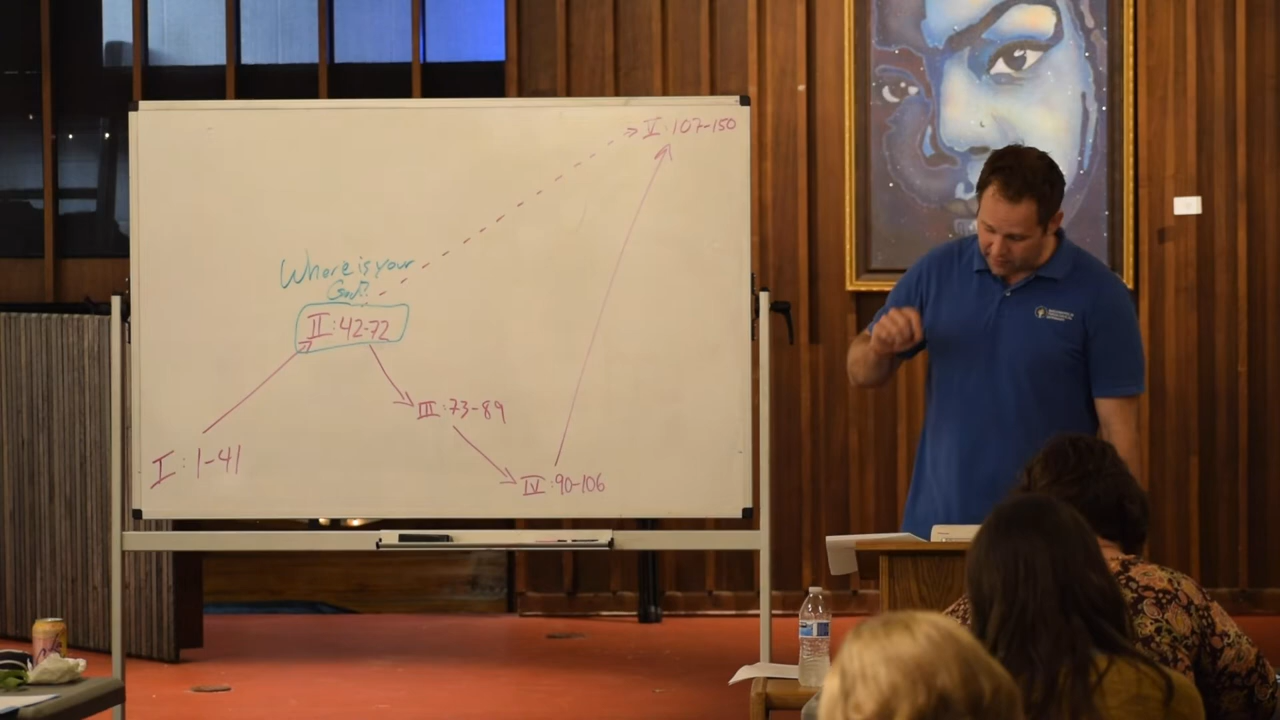 V: 107-150
Where is your
God?
II: 42-72
III: 73-89
I: 1-41
IV: 90-106